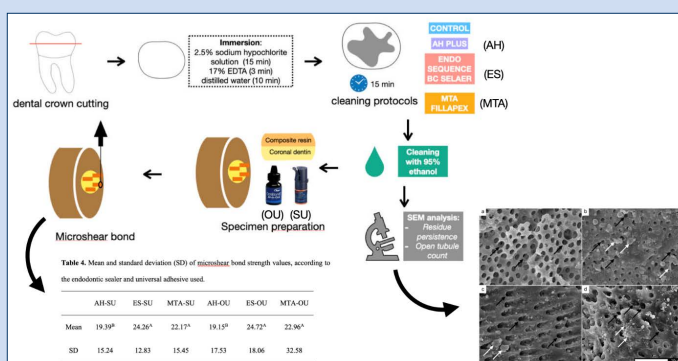 dental crown cutting
Immersion:
2.5% sodium hypochlorite
solution (15 min)
17% EDTA (3 min)
distilled water (10 min)
15 min
cleaning protocols
CONTROL
AH PLUS
(AH)
ENDO
SEQUENCE
BC SELAER
(ES)
MTA
FILLAPEX
(MTA)
Cleaning
with 95%
ethanol
Composite resin
Coronal dentin
(OU) (SU)
Specimen preparation
Microshear bond
SEM analysis:
- Residue
persistence
- Open tubule
count
a
b
c
d
Table 4. Mean and standard deviation (SD) of microshear bond strength values, according to
the endodontic sealer and universal adhesive used.
AH-SU ES-SU MTA-SU AH-OU ES-OU MTA-OU
Mean 19.39B 24.26A 22.17A 19.15B 24.72A 22.96A
SD 15.24 12.83 15.45 17.53 18.06 32.58